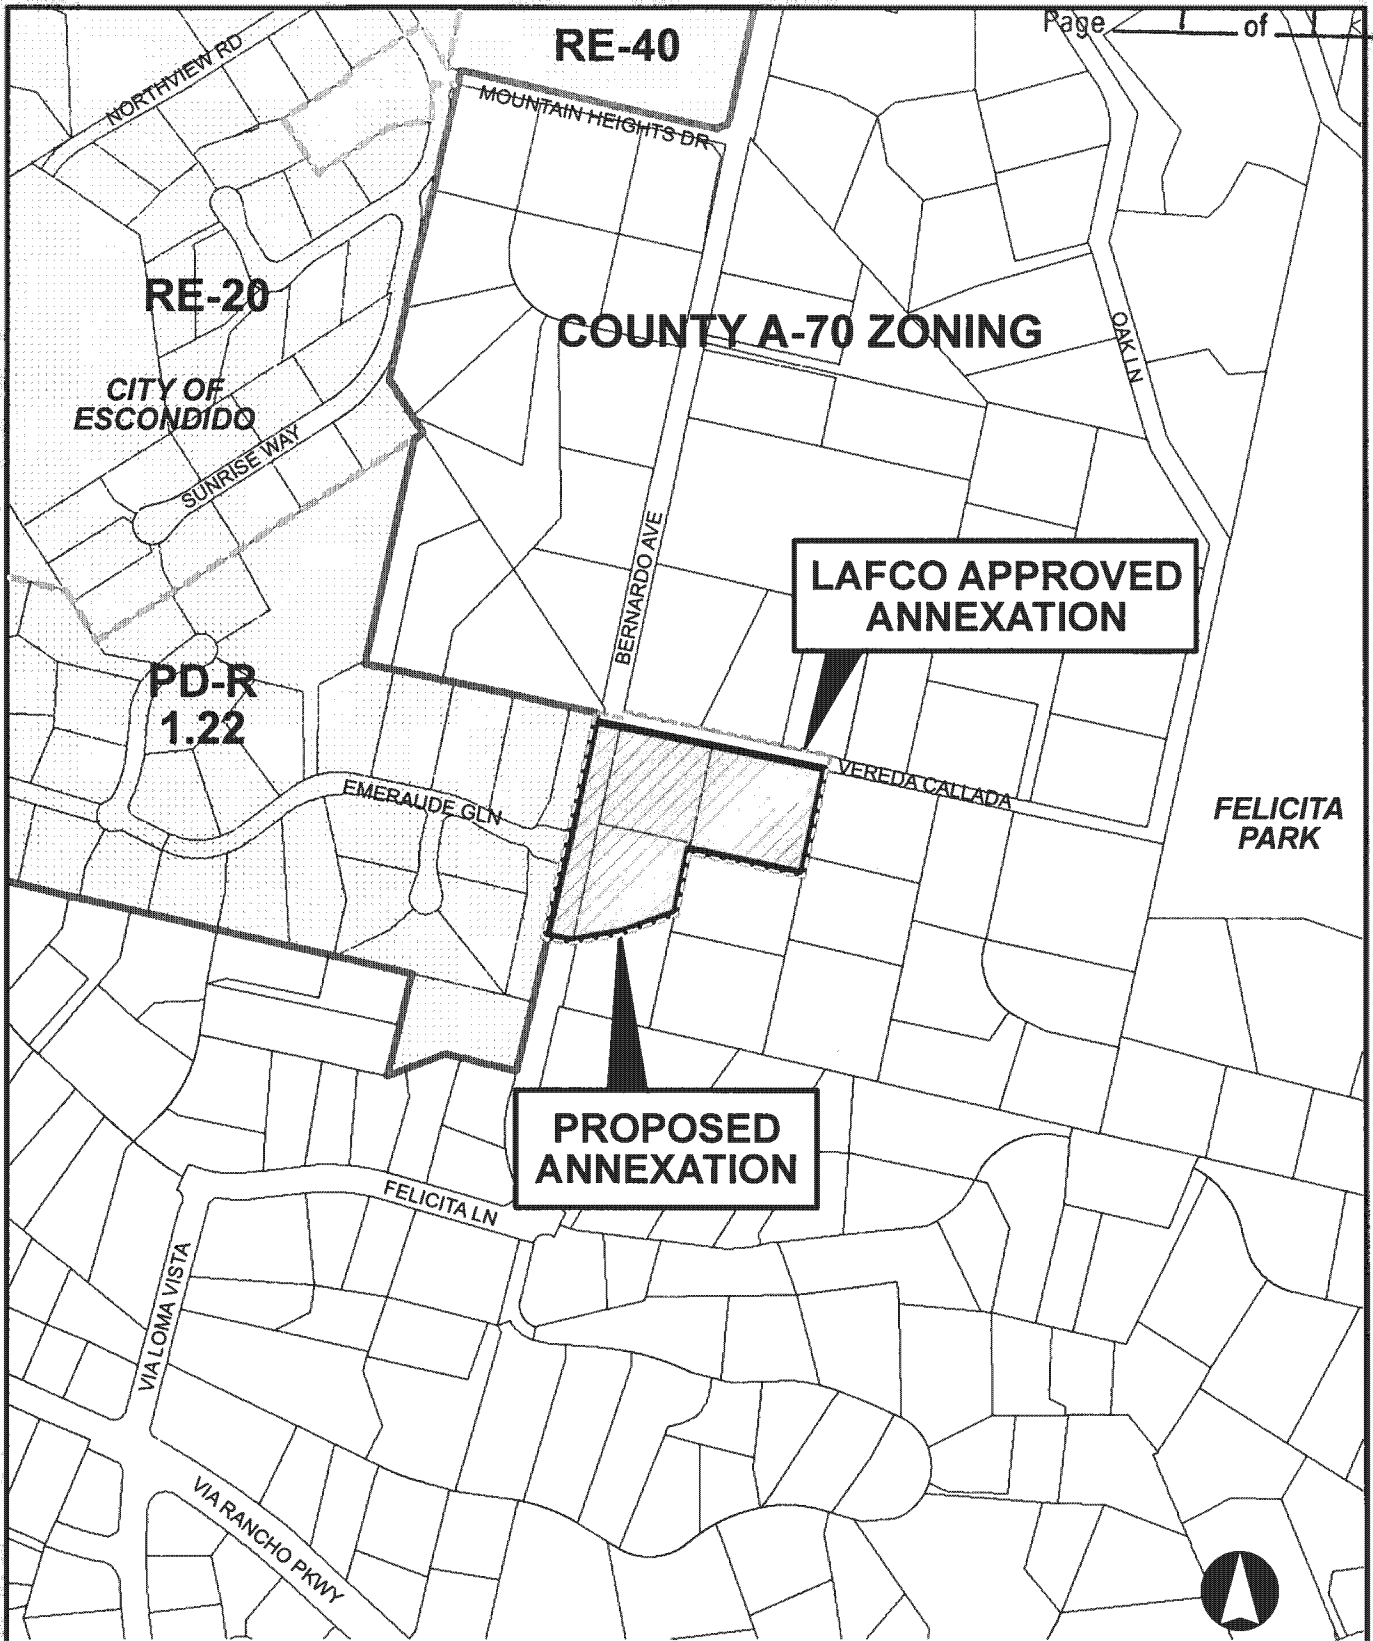 Page 1 of 1
RE-40
NORTHVIEW RD
MOUNTAIN HEIGHTS DR
RE-20
COUNTY A-70 ZONING
OAK LN
CITY OF
ESCONDIDO
SUNRISE WAY
BERNARDO AVE
LAFCO APPROVED
ANNEXATION
PD-R
1.22
EMERAUDE GLN
VEREDA CALLADA
FELICITA
PARK
PROPOSED
ANNEXATION
FELICITA LN
VIA LOMA VISTA
VIA RANCHO PKWY